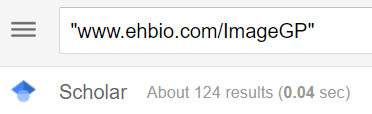 "www.ehbio.com/ImageGP"
Scholar About 124 results (0.04 sec)